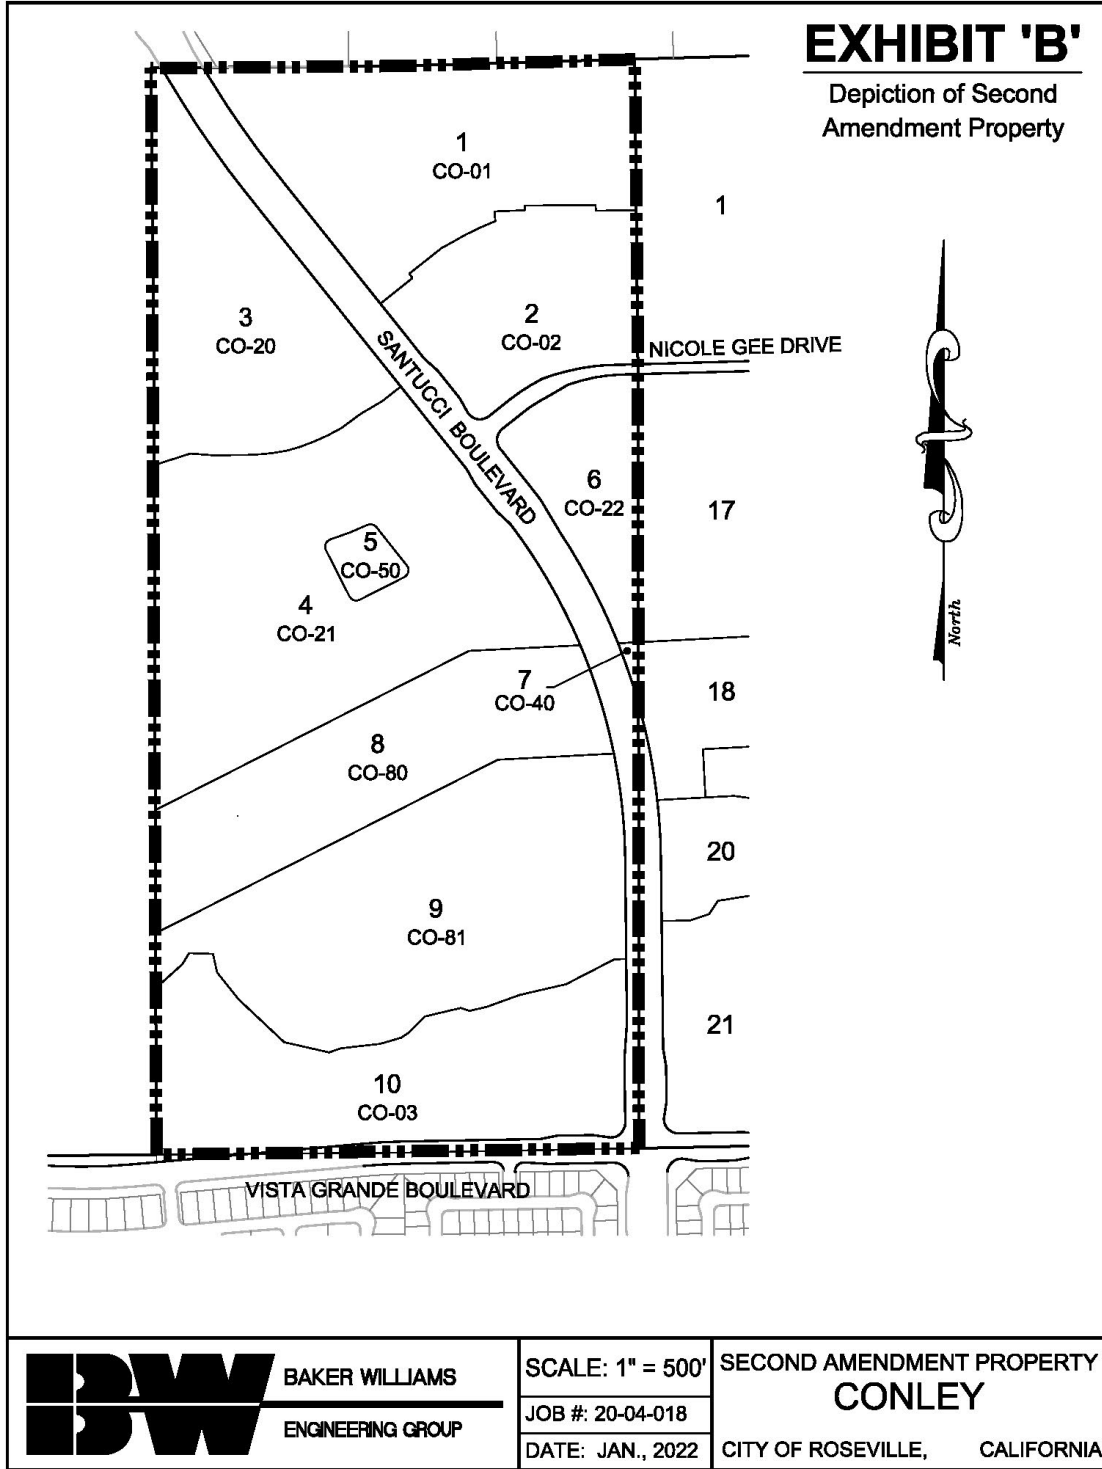 EXHIBIT 'B'
Depiction of Second
Amendment Property
1
CO-01
1
3
CO-20
2
CO-02
NICOLE GEE DRIVE
SANTUCCI BOULEVARD
6
CO-22
17
5
CO-50
4
CO-21
North
7
CO-40
18
8
CO-80
20
9
CO-81
21
10
CO-03
VISTA GRANDE BOULEVARD
BW
BAKER WILLIAMS
ENGINEERING GROUP
SCALE: 1" = 500'
JOB #: 20-04-018
DATE: JAN., 2022
SECOND AMENDMENT PROPERTY
CONLEY
CITY OF ROSEVILLE, CALIFORNIA